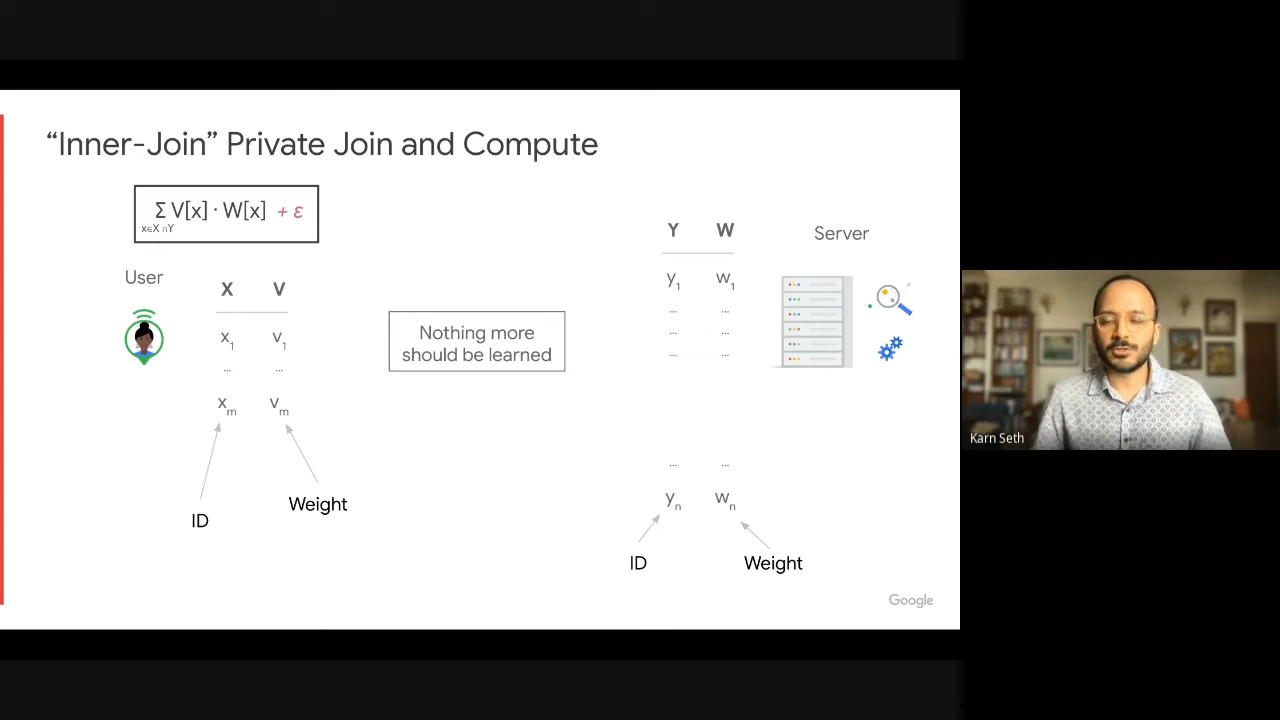 “Inner-Join” Private Join and Compute
Σ V[x] · W[x] + ε
x∈X ∩Y
User
X V
x1 v1
... ...
xm vm
ID
Weight
Nothing more
should be learned
Y W
y1 w1
... ...
... ...
... ...
... ...
yn wn
ID
Weight
Server
Google
Karn Seth